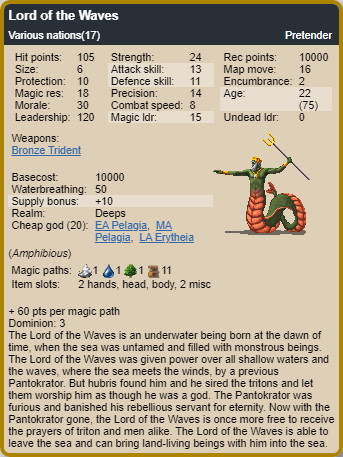 Lord of the Waves
Various nations(17) Pretender
Hit points: 105 Strength: 24 Rec points: 10000
Size: 6 Attack skill: 13 Map move: 16
Protection: 10 Defence skill: 11 Encumbrance: 2
Magic res: 18 Precision: 14 Age: 22
Morale: 30 Combat speed: 8 (75)
Leadership: 120 Magic ldr: 15 Undead ldr: 0
Weapons:
Bronze Trident
Basecost: 10000
Waterbreathing: 50
Supply bonus: +10
Realm: Deeps
Cheap god (20): EA Pelagia, MA
Pelagia, LA Erytheia
(Amphibious)
Magic paths: 1 1 1 11
Item slots: 2 hands, head, body, 2 misc
+ 60 pts per magic path
Dominion: 3
The Lord of the Waves is an underwater being born at the dawn of
time, when the sea was untamed and filled with monstrous beings.
The Lord of the Waves was given power over all shallow waters and
the waves, where the sea meets the winds, by a previous
Pantokrator. But hubris found him and he sired the tritons and let
them worship him as though he was a god. The Pantokrator was
furious and banished his rebellious servant for eternity. Now with the
Pantokrator gone, the Lord of the Waves is once more free to receive
the prayers of triton and men alike. The Lord of the Waves is able to
leave the sea and can bring land-living beings with him into the sea.